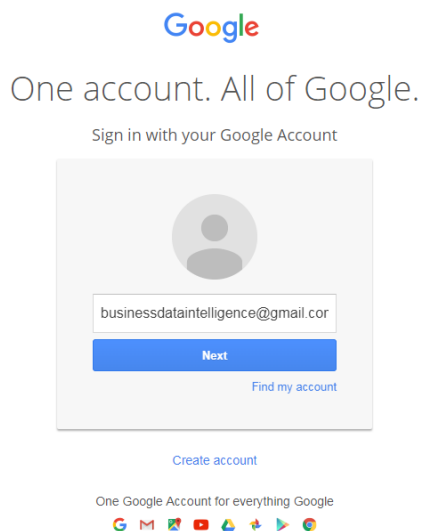 Google
One account. All of Google.
Sign in with your Google Account
businessdataintelligence@gmail.cor
Next
Find my account
Create account
One Google Account for everything Google